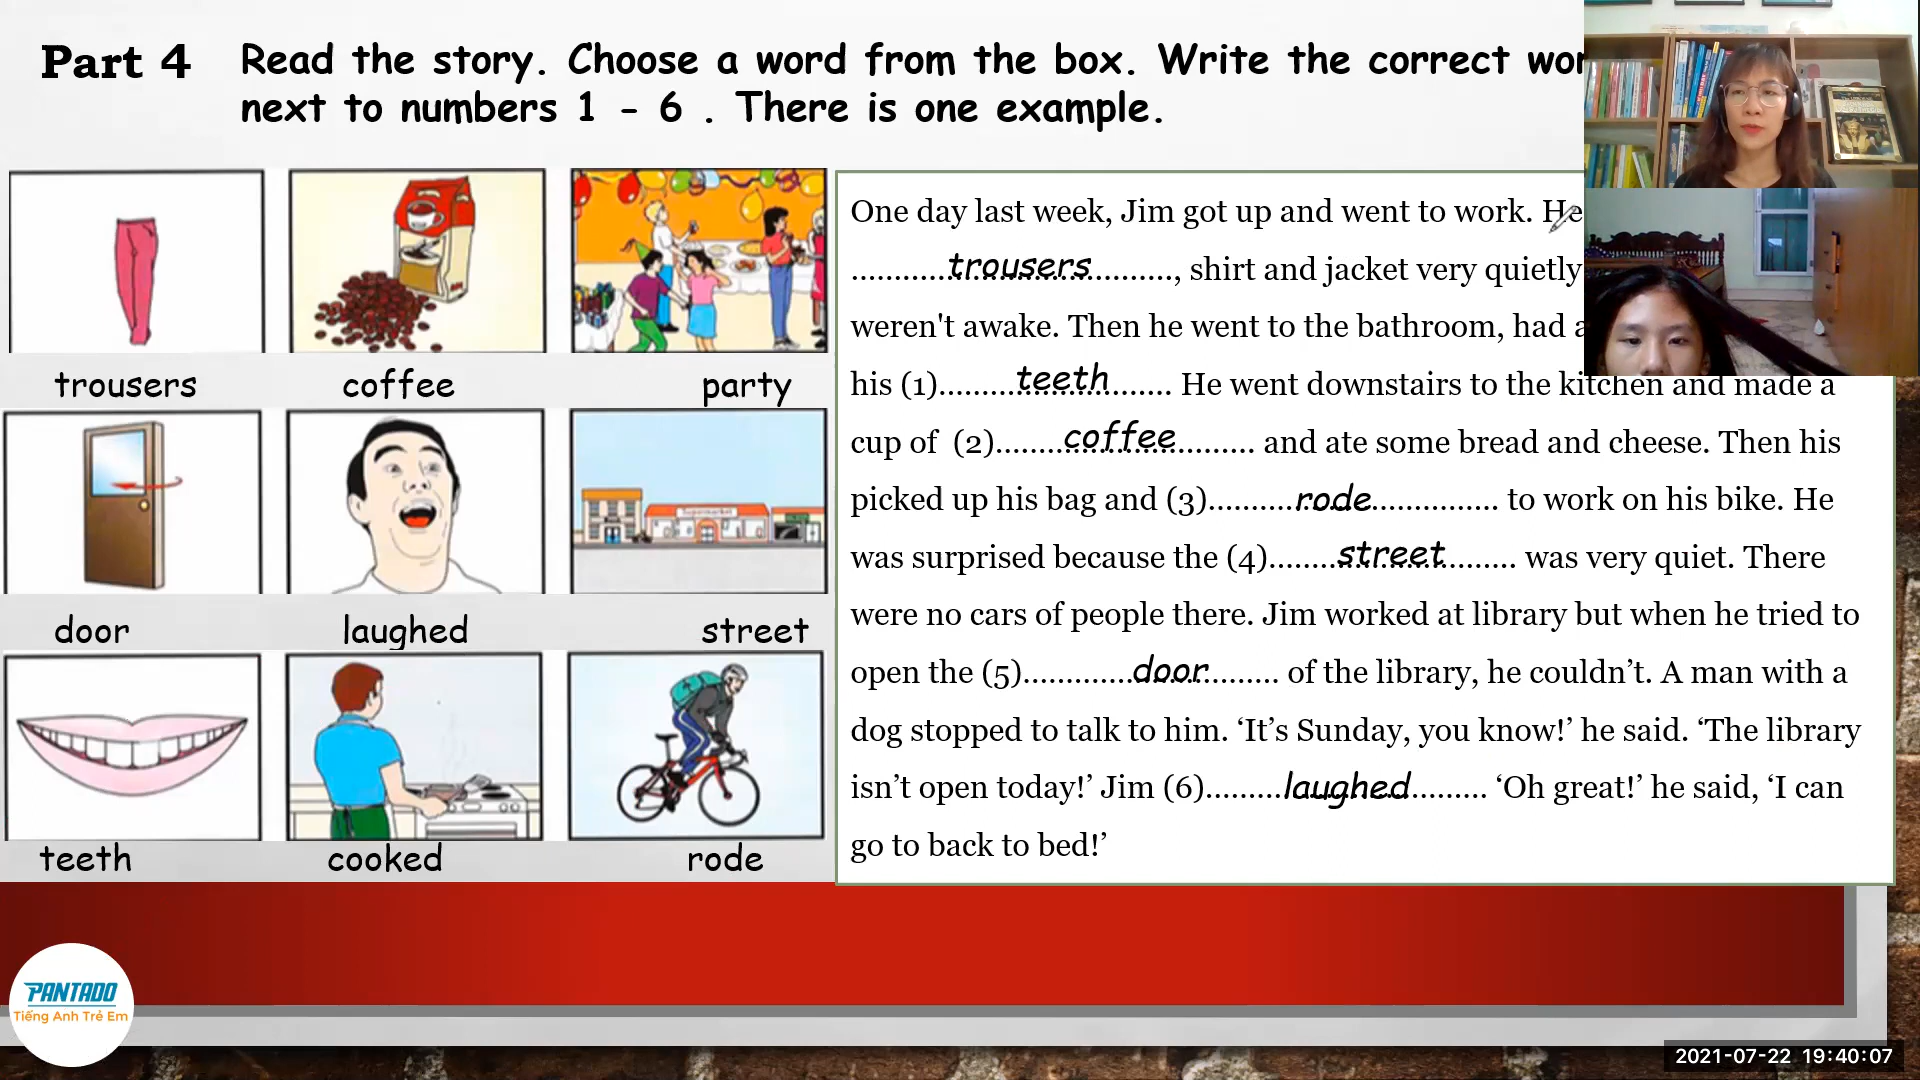 Part 4 Read the story. Choose a word from the box. Write the correct wor
next to numbers 1 - 6 . There is one example.
trousers coffee party
door laughed street
teeth cooked rode
Supermarket
One day last week, Jim got up and went to work. He
....................trousers...................., shirt and jacket very quietly
weren't awake. Then he went to the bathroom, had a
his (1)..........teeth.......... He went downstairs to the kitchen and made a
cup of (2)..........coffee.......... and ate some bread and cheese. Then his
picked up his bag and (3)..........rode.......... to work on his bike. He
was surprised because the (4)..........street.......... was very quiet. There
were no cars of people there. Jim worked at library but when he tried to
open the (5)..........door.......... of the library, he couldn’t. A man with a
dog stopped to talk to him. ‘It’s Sunday, you know!’ he said. ‘The library
isn’t open today!’ Jim (6)..........laughed.......... ‘Oh great!’ he said, ‘I can
go to back to bed!’
PANTADO
Tiếng Anh Trẻ Em
2021-07-22 19:40:07